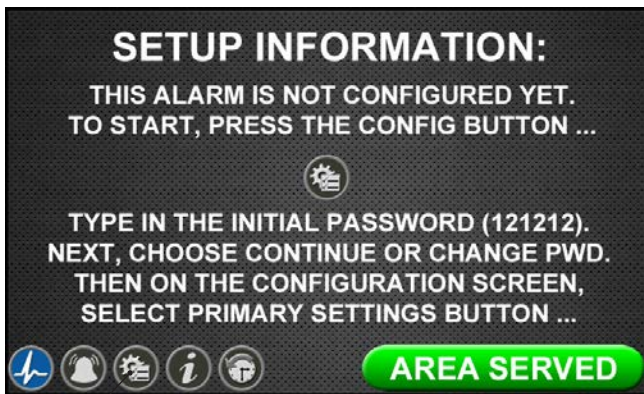 SETUP INFORMATION:
THIS ALARM IS NOT CONFIGURED YET.
TO START, PRESS THE CONFIG BUTTON ...
TYPE IN THE INITIAL PASSWORD (121212).
NEXT, CHOOSE CONTINUE OR CHANGE PWD.
THEN ON THE CONFIGURATION SCREEN,
SELECT PRIMARY SETTINGS BUTTON ...
i
AREA SERVED